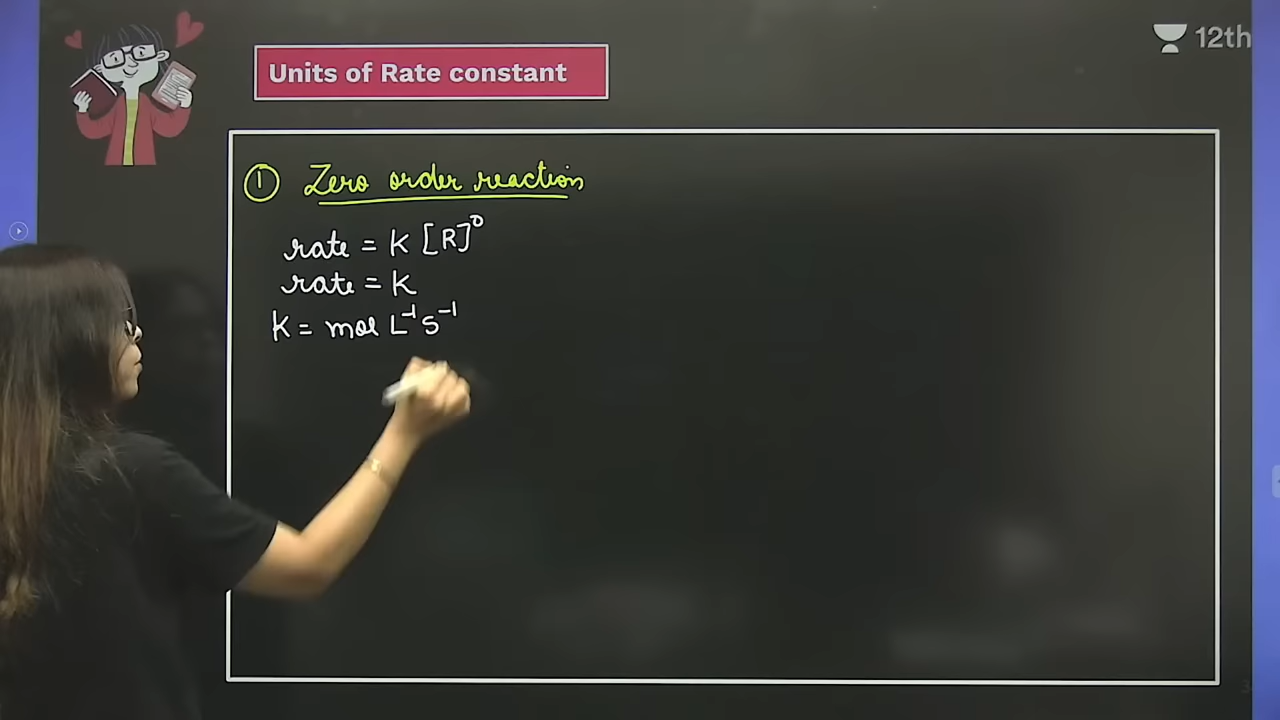 12th
Units of Rate constant
① Zero order reaction
rate = K [R]⁰
rate = K
K = mol L⁻¹ S⁻¹